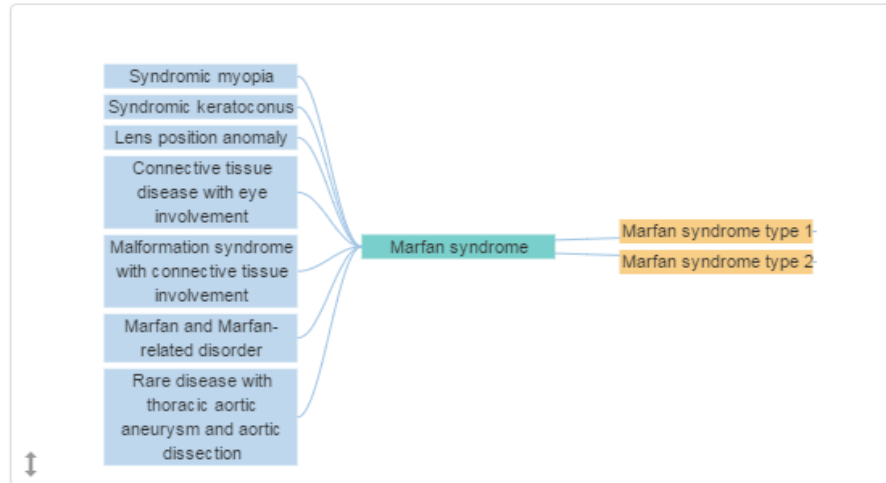 Syndromic myopia
Syndromic keratoconus
Lens position anomaly
Connective tissue
disease with eye
involvement
Malformation syndrome
with connective tissue
involvement
Marfan and Marfan-
related disorder
Rare disease with
thoracic aortic
aneurysm and aortic
dissection
Marfan syndrome
Marfan syndrome type 1
Marfan syndrome type 2